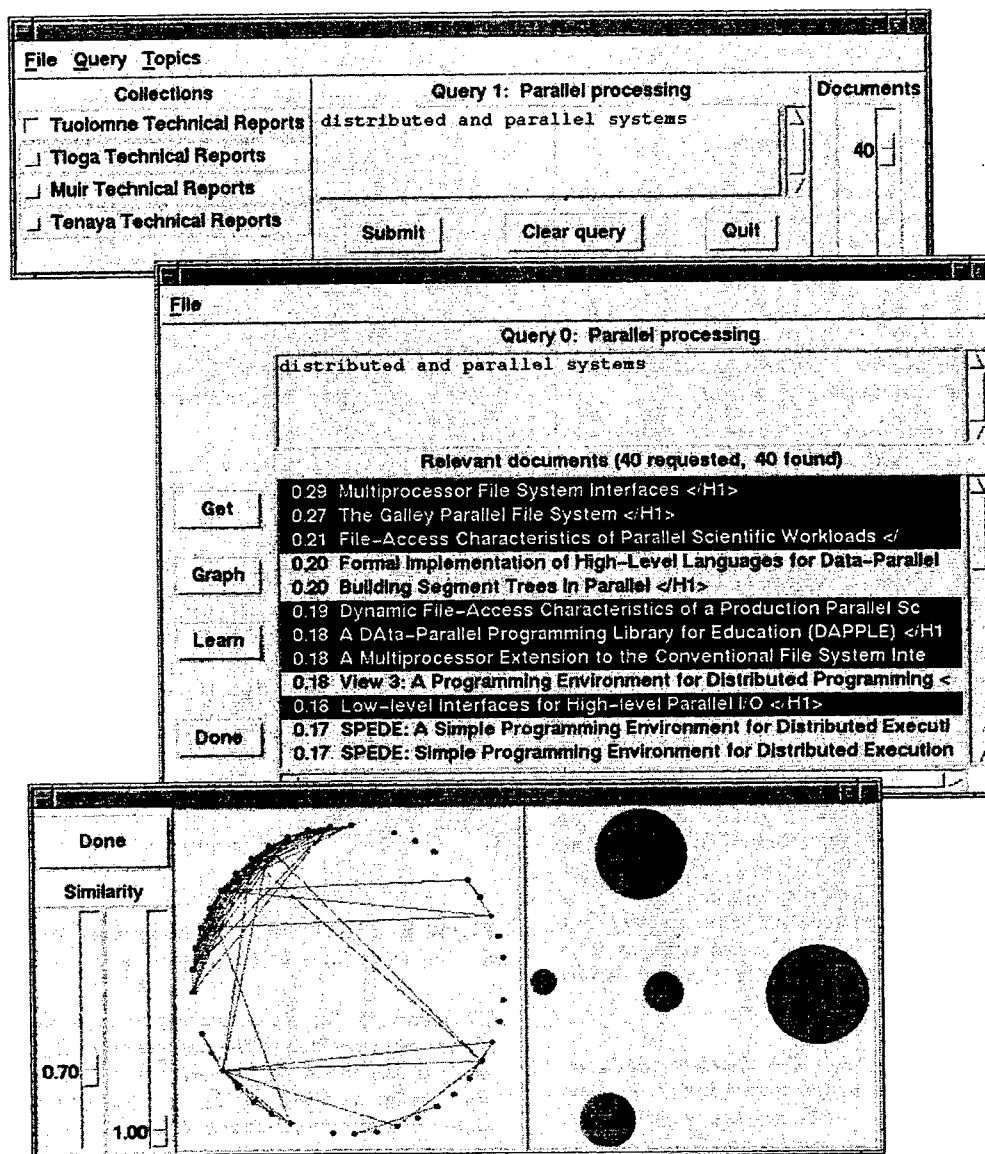 File Query Topics
Collections
Tuolomne Technical Reports
Tioga Technical Reports
Muir Technical Reports
Tenaya Technical Reports
Query 1: Parallel processing
distributed and parallel systems
Submit Clear query Quit
Documents
40
File
Query 0: Parallel processing
distributed and parallel systems
Relevant documents (40 requested, 40 found)
Get
Graph
Learn
Done
0.29 Multiprocessor File System Interfaces </H1>
0.27 The Galley Parallel File System </H1>
0.21 File-Access Characteristics of Parallel Scientific Workloads </
0.20 Formal Implementation of High-Level Languages for Data-Parallel
0.20 Building Segment Trees In Parallel </H1>
0.19 Dynamic File-Access Characteristics of a Production Parallel Sc
0.18 A DAta-Parallel Programming Library for Education (DAPPLE) </H1
0.18 A Multiprocessor Extension to the Conventional File System Inte
0.18 View 3: A Programming Environment for Distributed Programming <
0.18 Low-level Interfaces for High-level Parallel I/O </H1>
0.17 SPEDE: A Simple Programming Environment for Distributed Executi
0.17 SPEDE: Simple Programming Environment for Distributed Execution
Done
Similarity
0.70
1.00